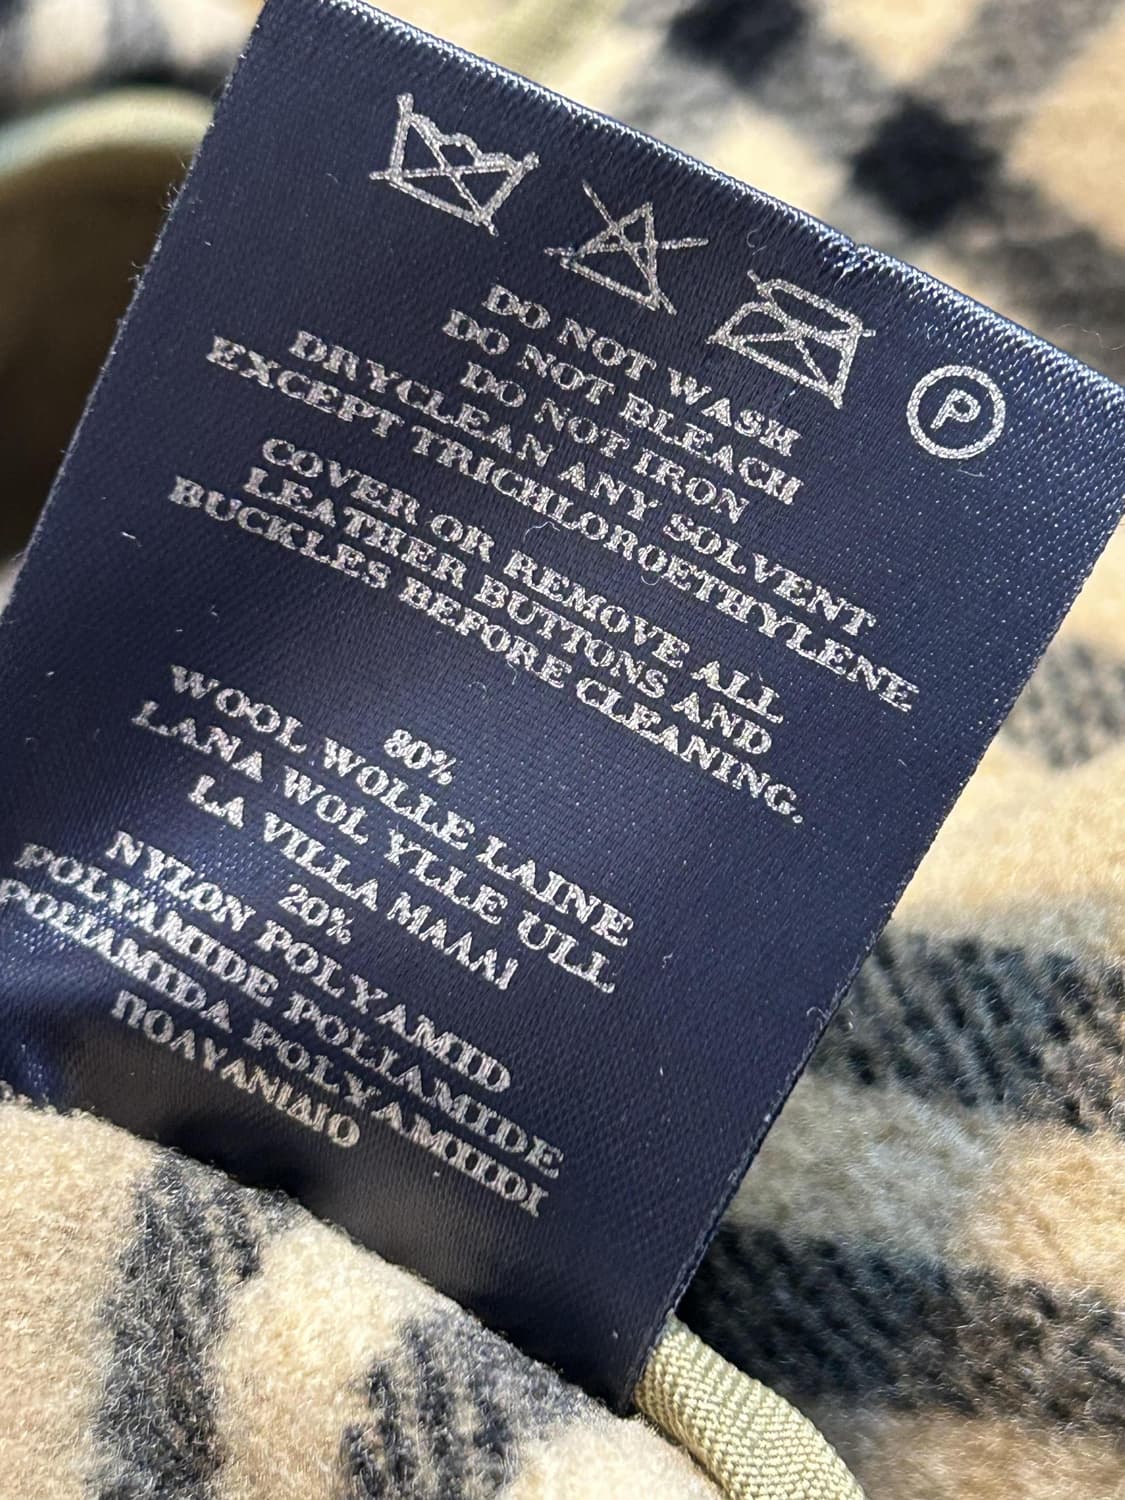 P
DO NOT WASH
DO NOT BLEACH
DO NOT IRON
DRYCLEAN ANY SOLVENT
EXCEPT TRICHLOROETHYLENE
COVER OR REMOVE ALL
LEATHER BUTTONS AND
BUCKLES BEFORE CLEANING.
80%
WOOL WOLLE LAINE
LANA WOL YLLE ULL
LA VILLA ΜΑΛΛΙ
20%
NYLON POLYAMID
POLYAMIDE POLIAMIDE
POLIAMIDA POLYAMIIDI
ΠΟΛΥΑΝΙΔΙΟ